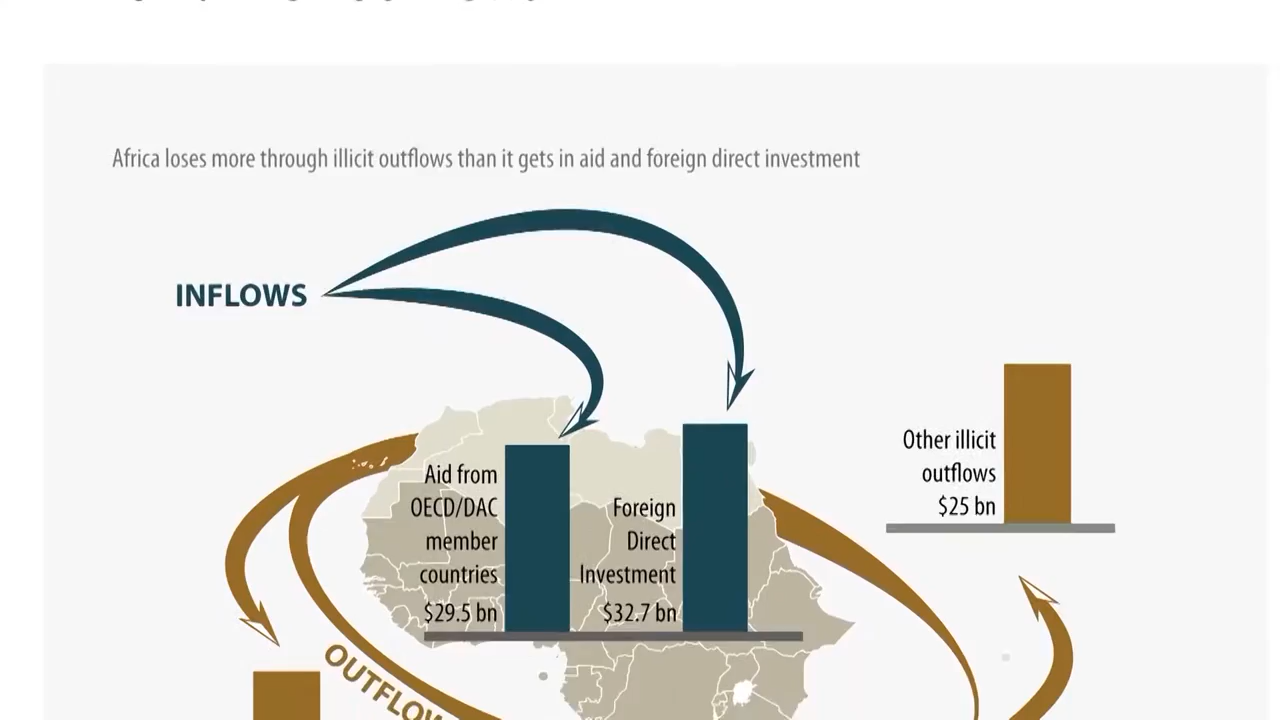 Africa loses more through illicit outflows than it gets in aid and foreign direct investment
INFLOWS
Aid from
OECD/DAC
member
countries
$29.5 bn
Foreign
Direct
Investment
$32.7 bn
Other illicit
outflows
$25 bn